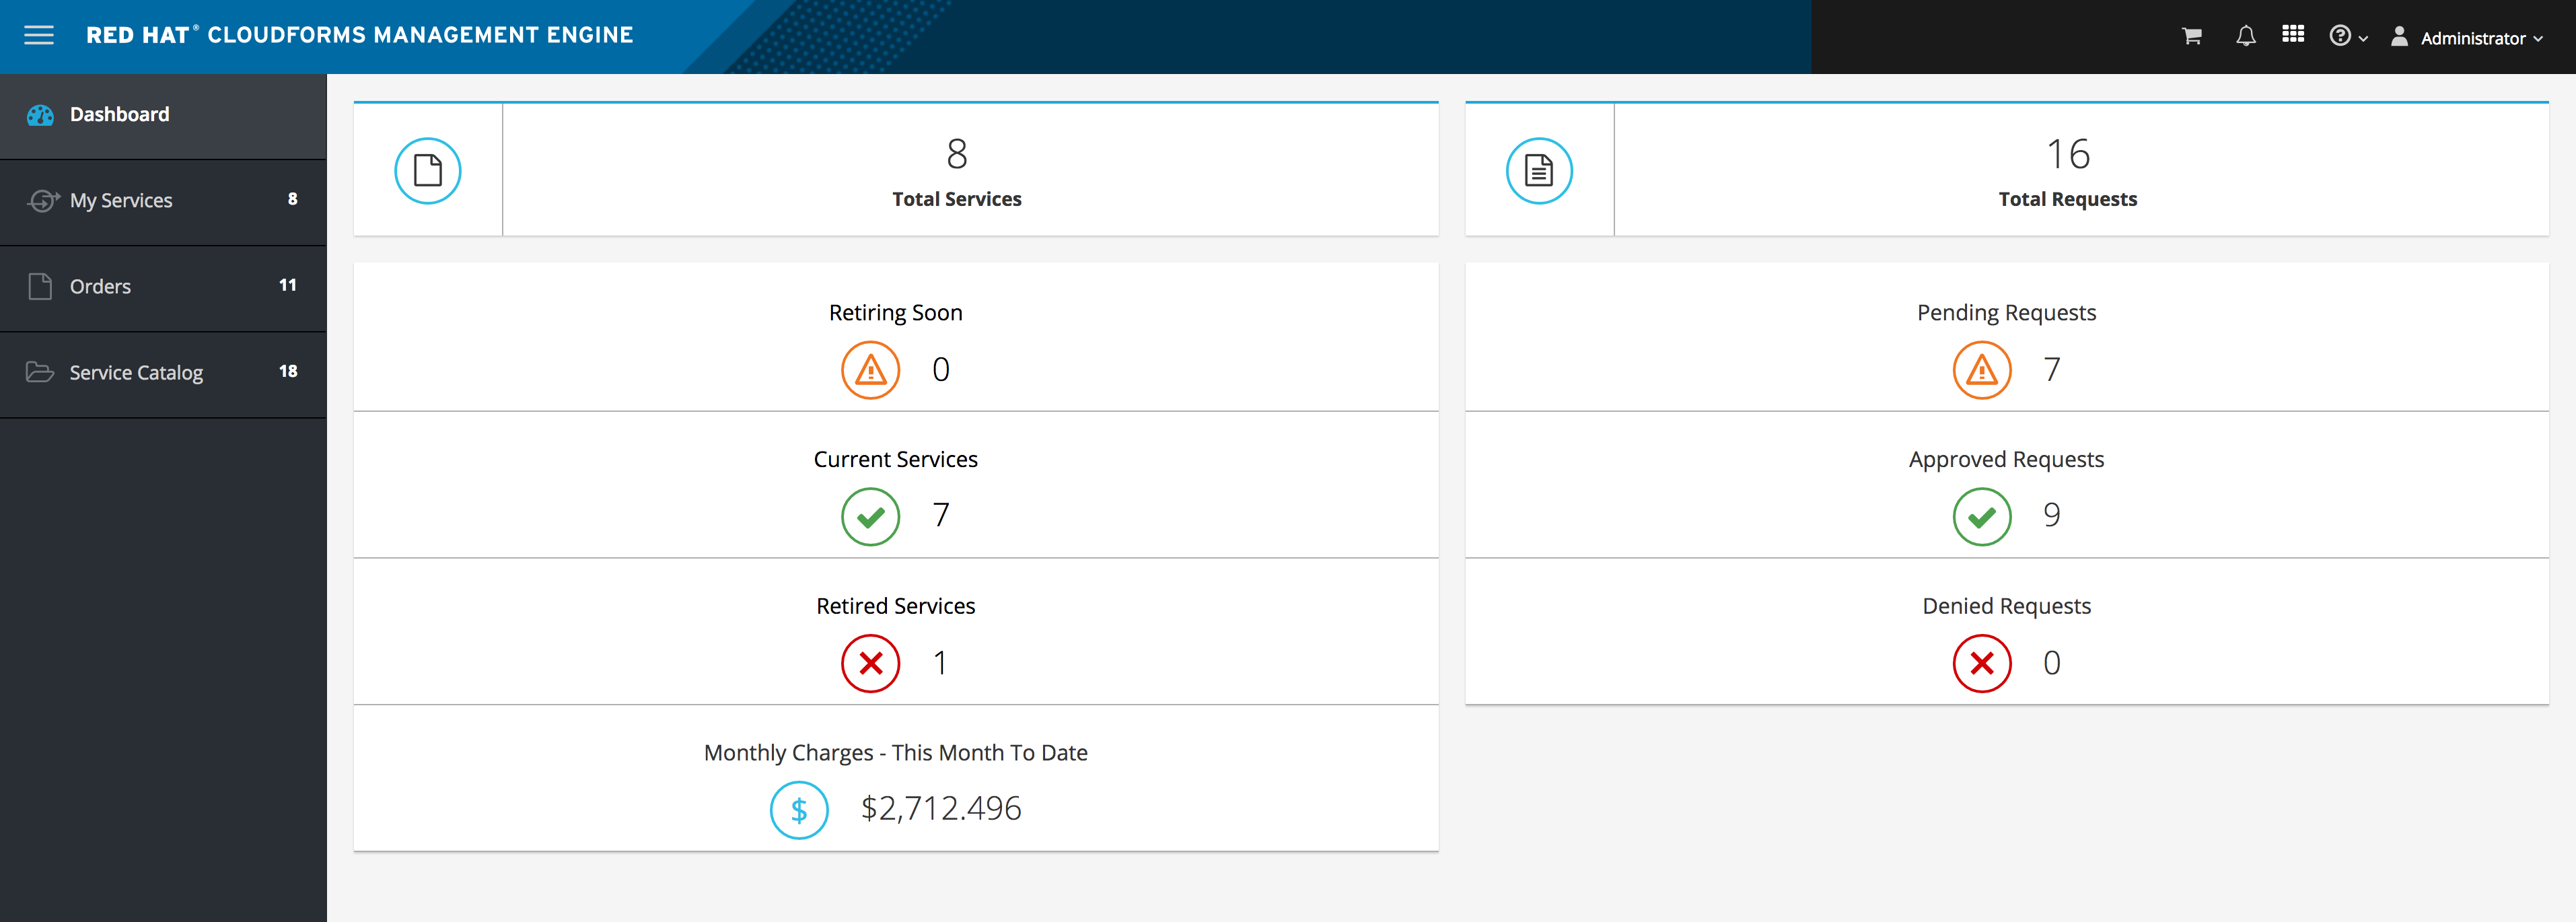 RED HAT® CLOUDFORMS MANAGEMENT ENGINE
Administrator
Dashboard
My Services 8
Orders 11
Service Catalog 18
8
Total Services
Retiring Soon
0
Current Services
7
Retired Services
1
Monthly Charges - This Month To Date
$ $2,712.496
16
Total Requests
Pending Requests
7
Approved Requests
9
Denied Requests
0